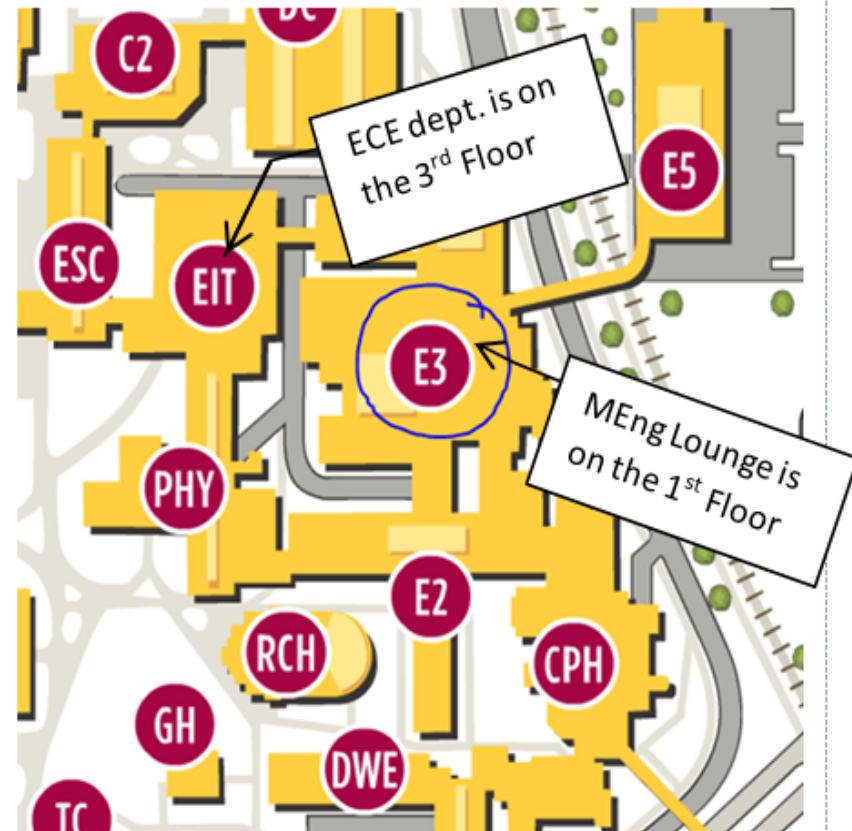 DC
C2
ECE dept. is on
the 3rd Floor
E5
ESC
EIT
E3
MEng Lounge is
on the 1st Floor
PHY
E2
RCH
CPH
GH
DWE
TC